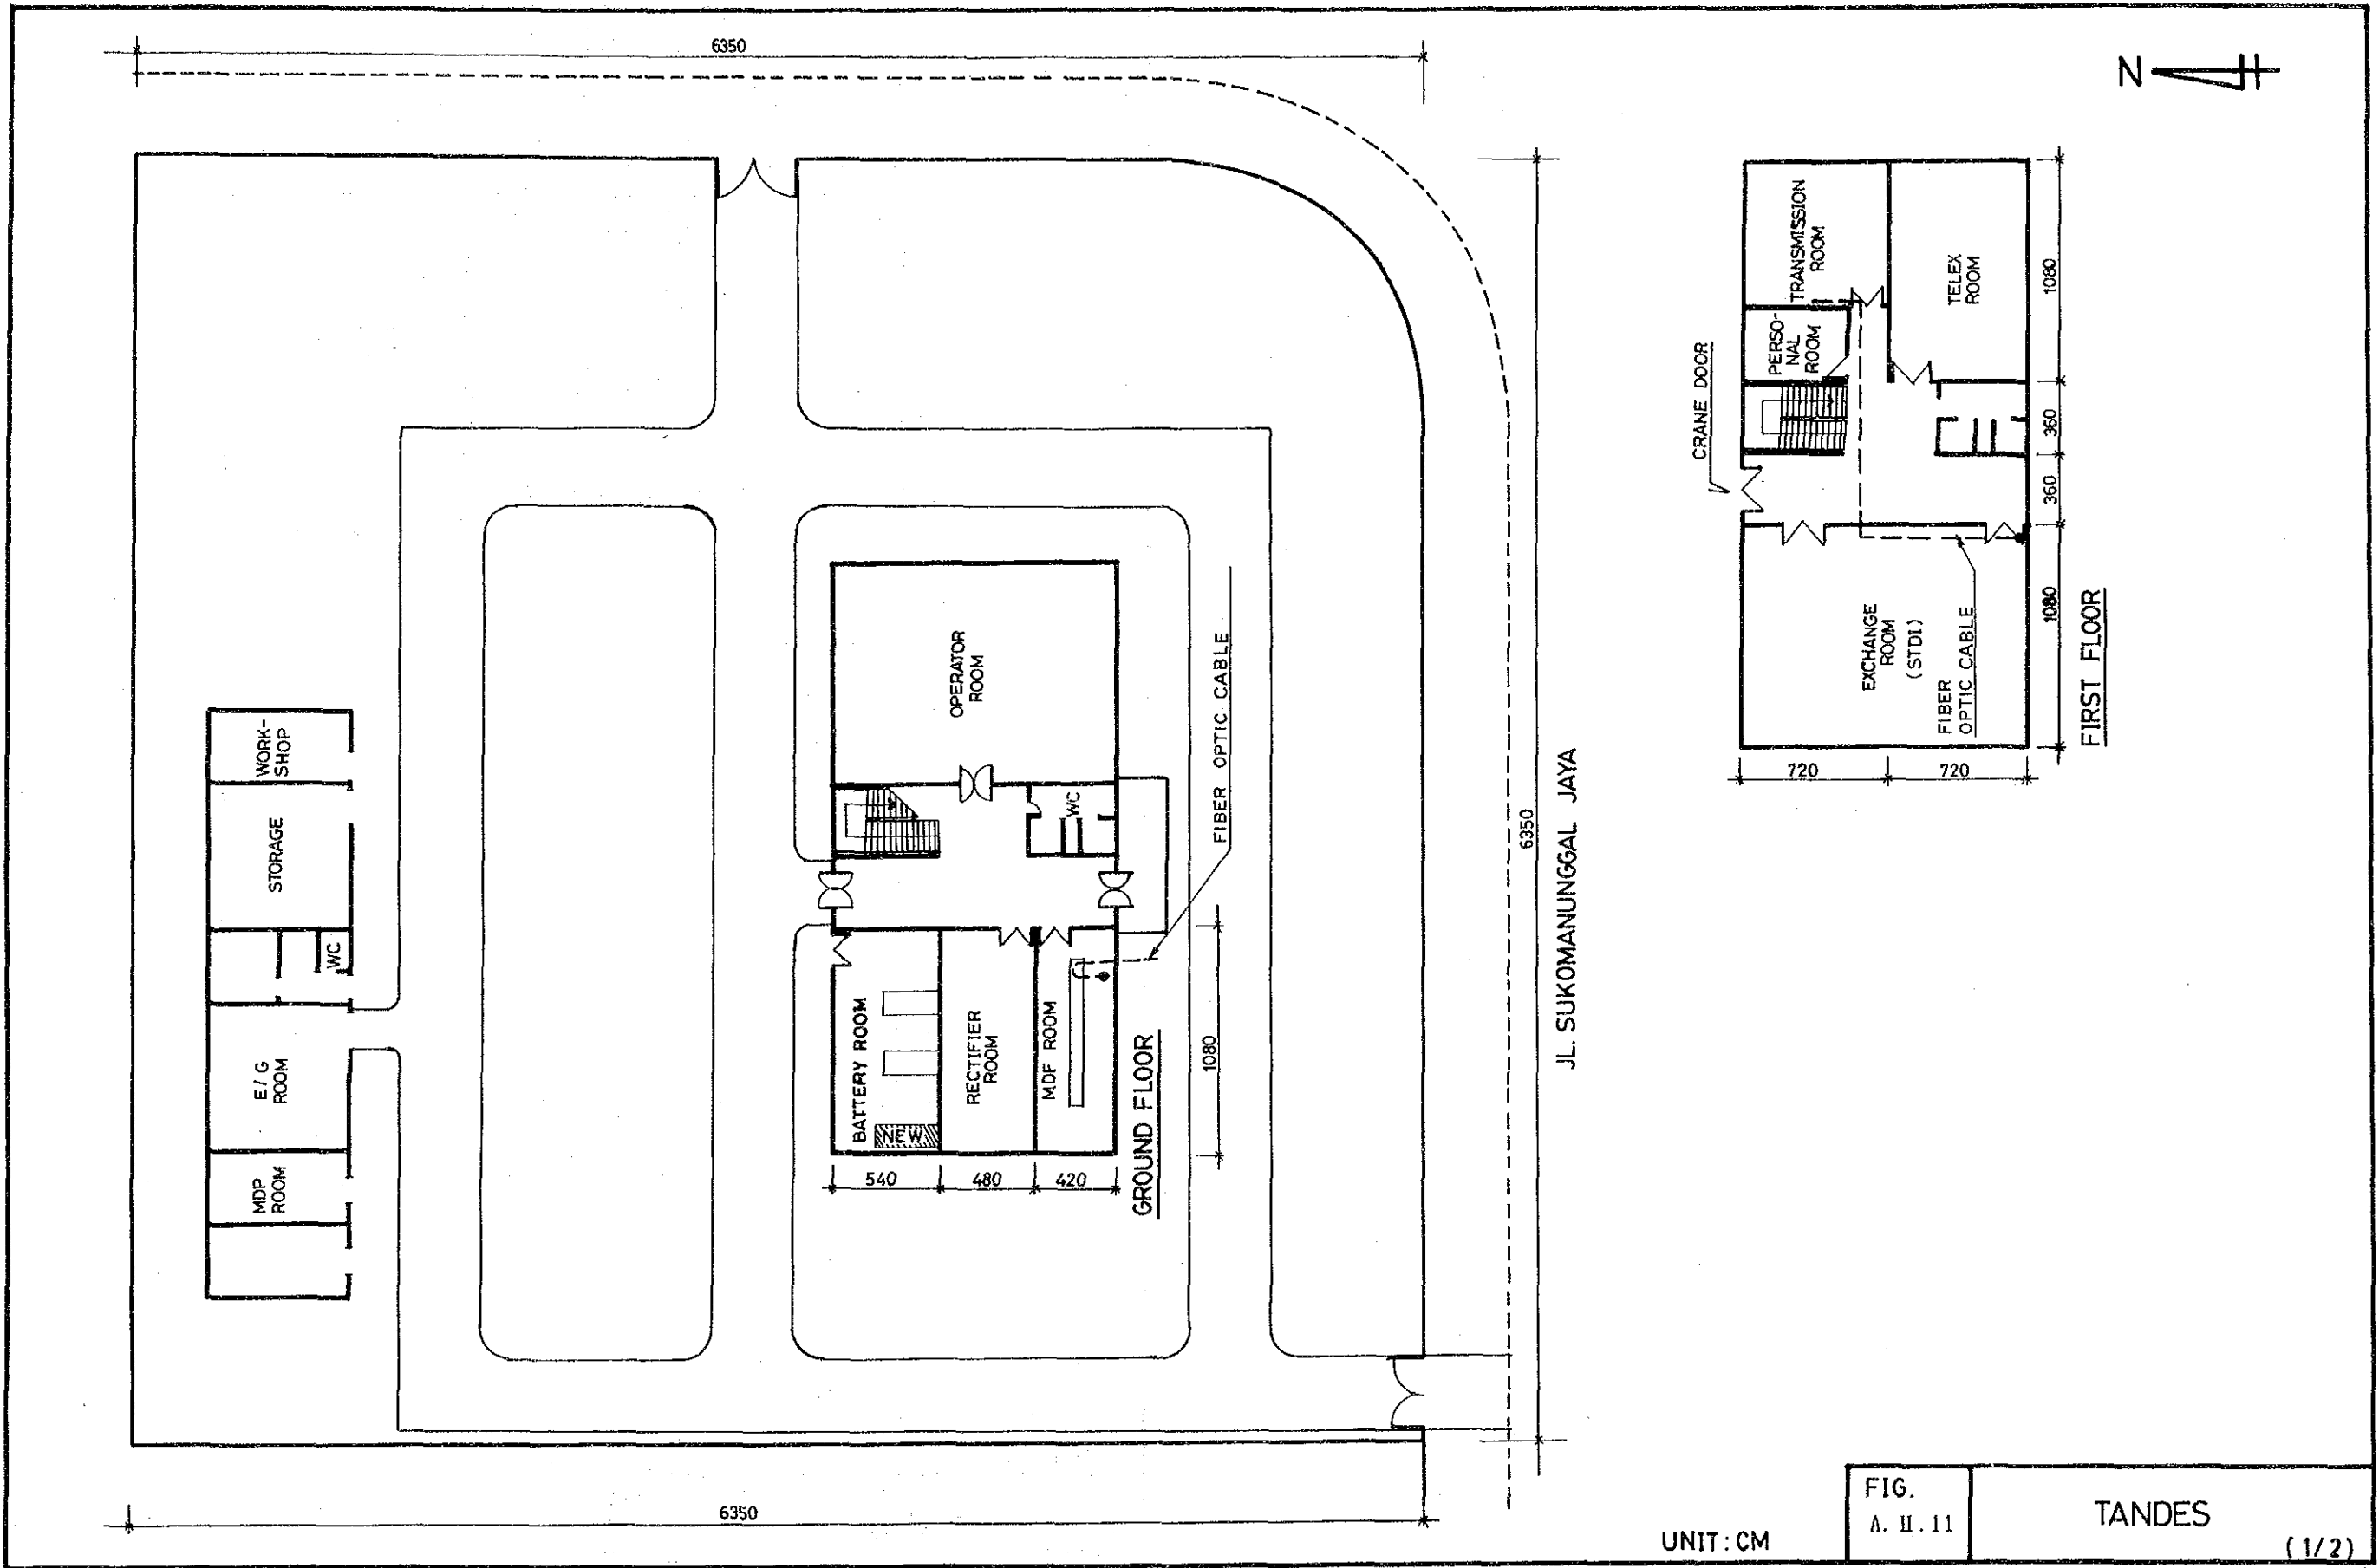 6350
N
TRANSMISSION
ROOM
PERSO-
NAL
ROOM
TELEX
ROOM
1080
360
360
1080
CRANE DOOR
EXCHANGE
ROOM
(STDI)
FIBER
OPTIC CABLE
720
720
FIRST FLOOR
WORK-
SHOP
STORAGE
WC
E/G
ROOM
MDP
ROOM
OPERATOR
ROOM
WC
FIBER OPTIC CABLE
BATTERY ROOM
NEW
RECTIFIER
ROOM
MDF ROOM
1080
540
480
420
GROUND FLOOR
6350
JL. SUKOMANUNGGAL JAYA
6350
UNIT: CM
FIG.
A. II. 11
TANDES
(1/2)